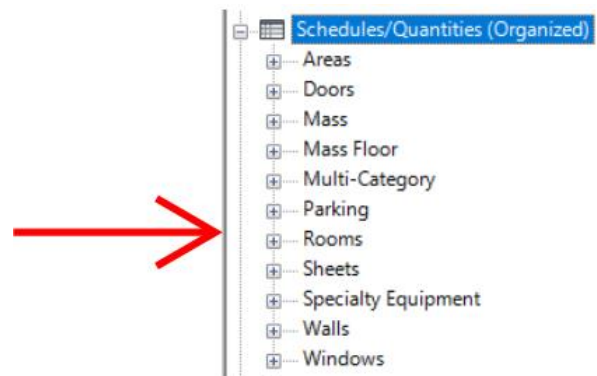 Schedules/Quantities (Organized)
Areas
Doors
Mass
Mass Floor
Multi-Category
Parking
Rooms
Sheets
Specialty Equipment
Walls
Windows